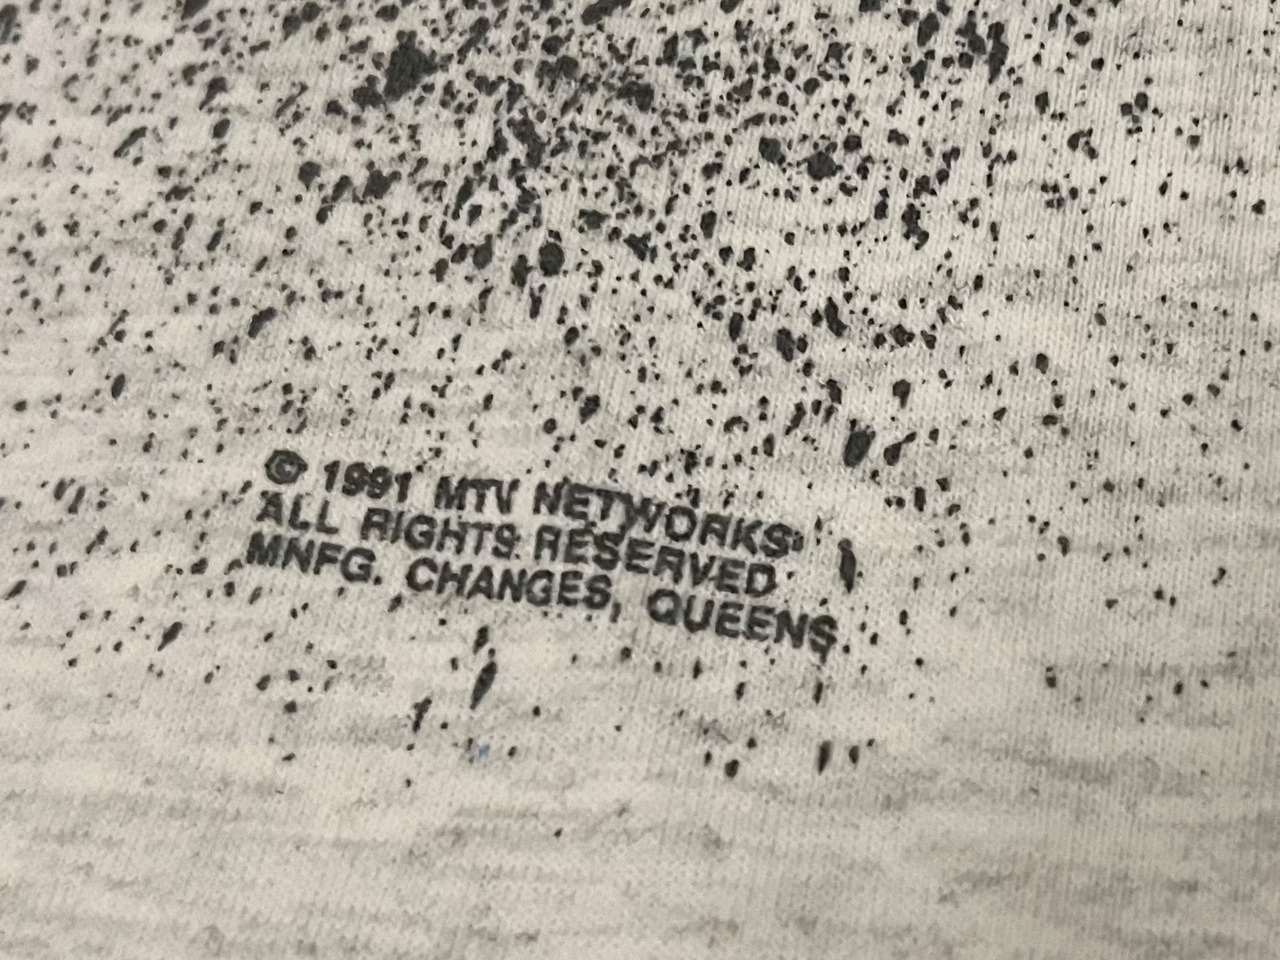 © 1991 MTV NETWORKS
ALL RIGHTS RESERVED
MNFG. CHANGES, QUEENS